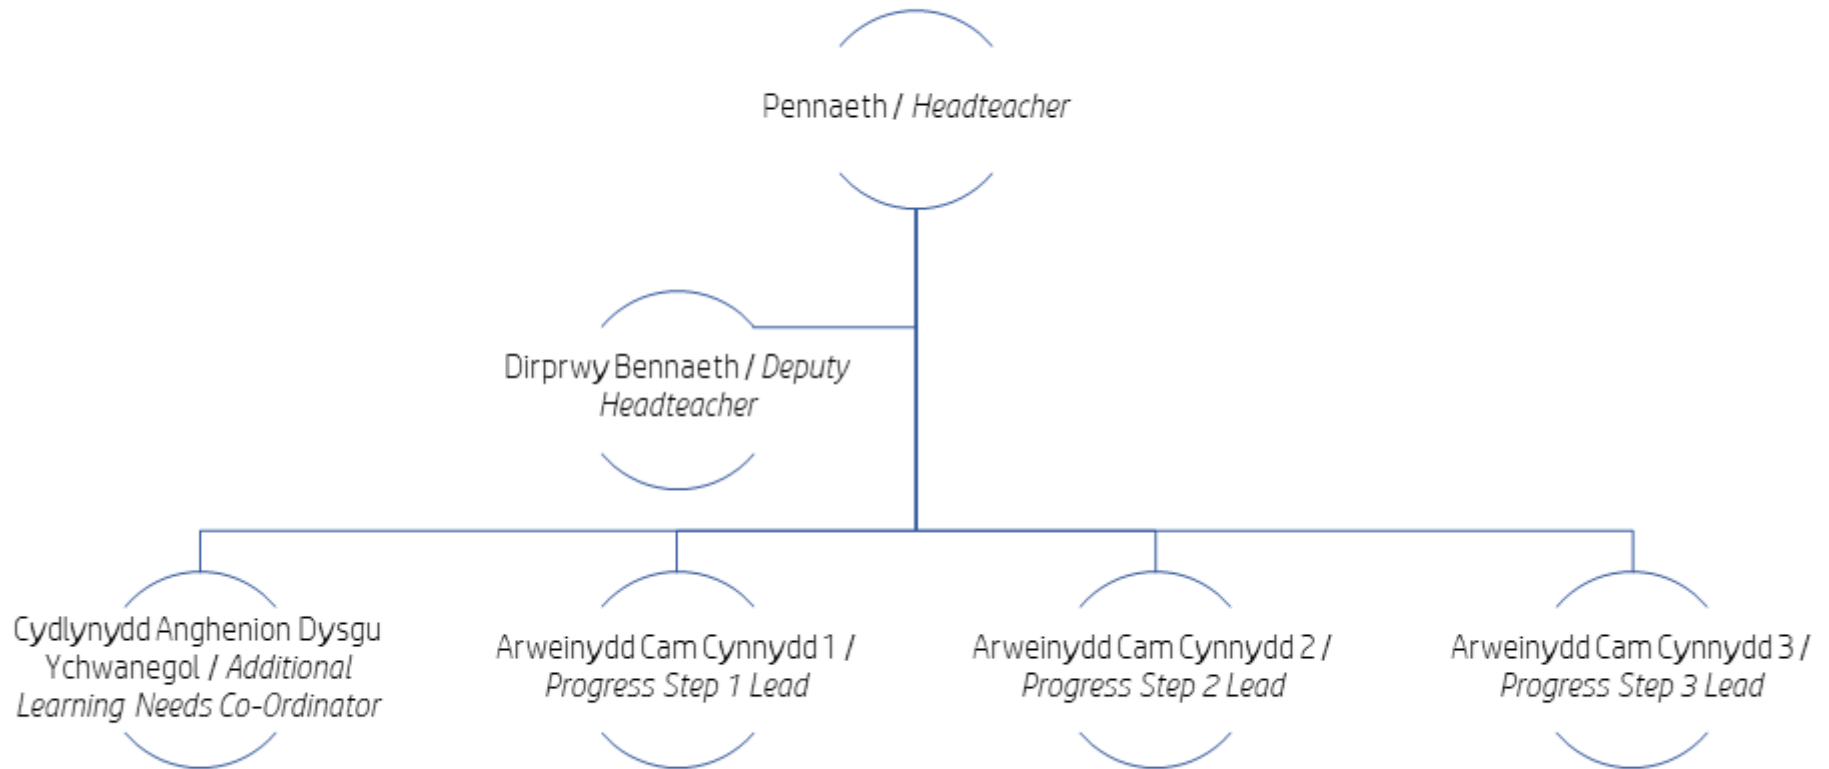 Pennaeth / Headteacher
Dirprwy Bennaeth / Deputy
Headteacher
Cydlynydd Anghenion Dysgu
Ychwanegol / Additional
Learning Needs Co-Ordinator
Arweinydd Cam Cynnydd 1 /
Progress Step 1 Lead
Arweinydd Cam Cynnydd 2 /
Progress Step 2 Lead
Arweinydd Cam Cynnydd 3 /
Progress Step 3 Lead